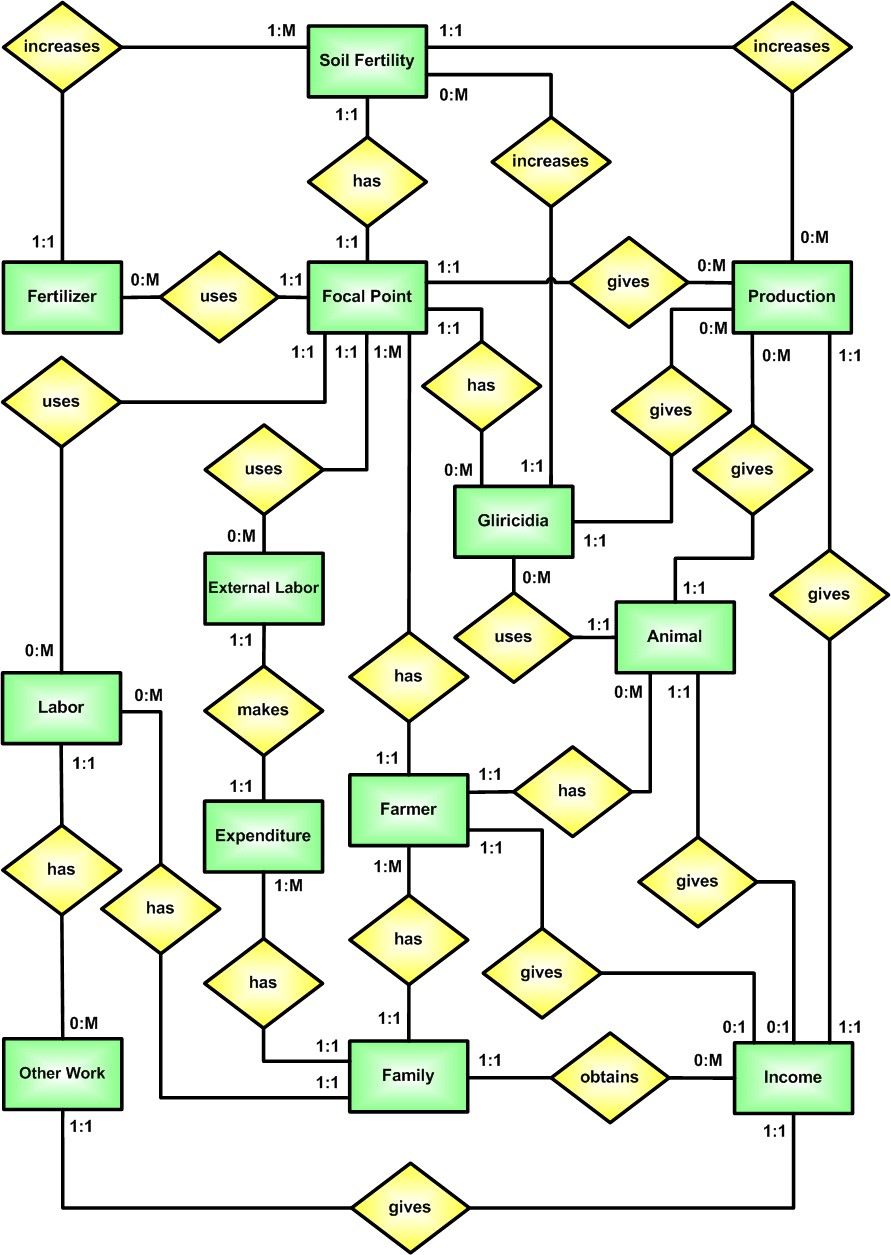 increases
1:M
Soil Fertility
1:1
increases
0:M
1:1
has
increases
1:1
1:1
0:M
Fertilizer
0:M
uses
1:1
Focal Point
1:1
gives
0:M
Production
1:1
1:1
1:M
1:1
0:M
0:M
1:1
uses
has
gives
uses
gives
0:M
1:1
Gliricidia
0:M
1:1
External Labor
0:M
1:1
gives
1:1
uses
1:1
Animal
0:M
Labor
0:M
has
0:M
1:1
makes
1:1
1:1
1:1
Farmer
1:1
has
Expenditure
1:1
1:M
1:M
has
has
gives
has
has
gives
0:M
1:1
0:1
0:1
1:1
Other Work
1:1
1:1
Family
1:1
obtains
0:M
Income
1:1
1:1
gives